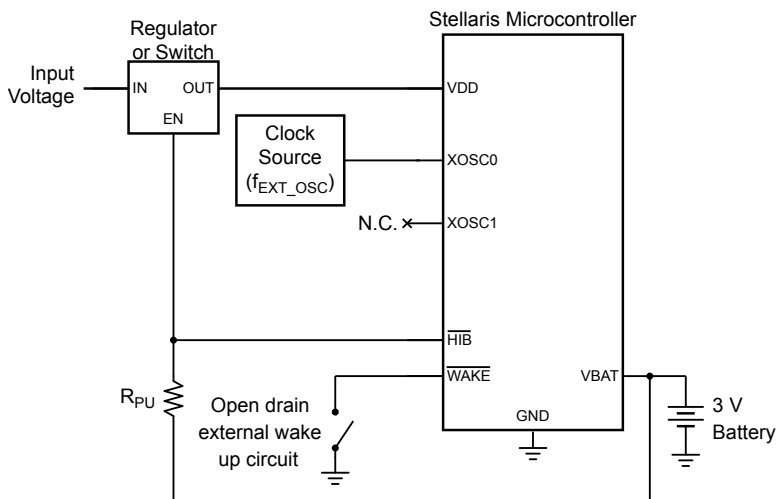 Stellaris Microcontroller
Regulator
or Switch
Input
Voltage
IN OUT
EN
VDD
Clock
Source
(fEXT_OSC)
XOSC0
N.C.
XOSC1
HIB
WAKE
VBAT
GND
RPU
Open drain
external wake
up circuit
3 V
Battery